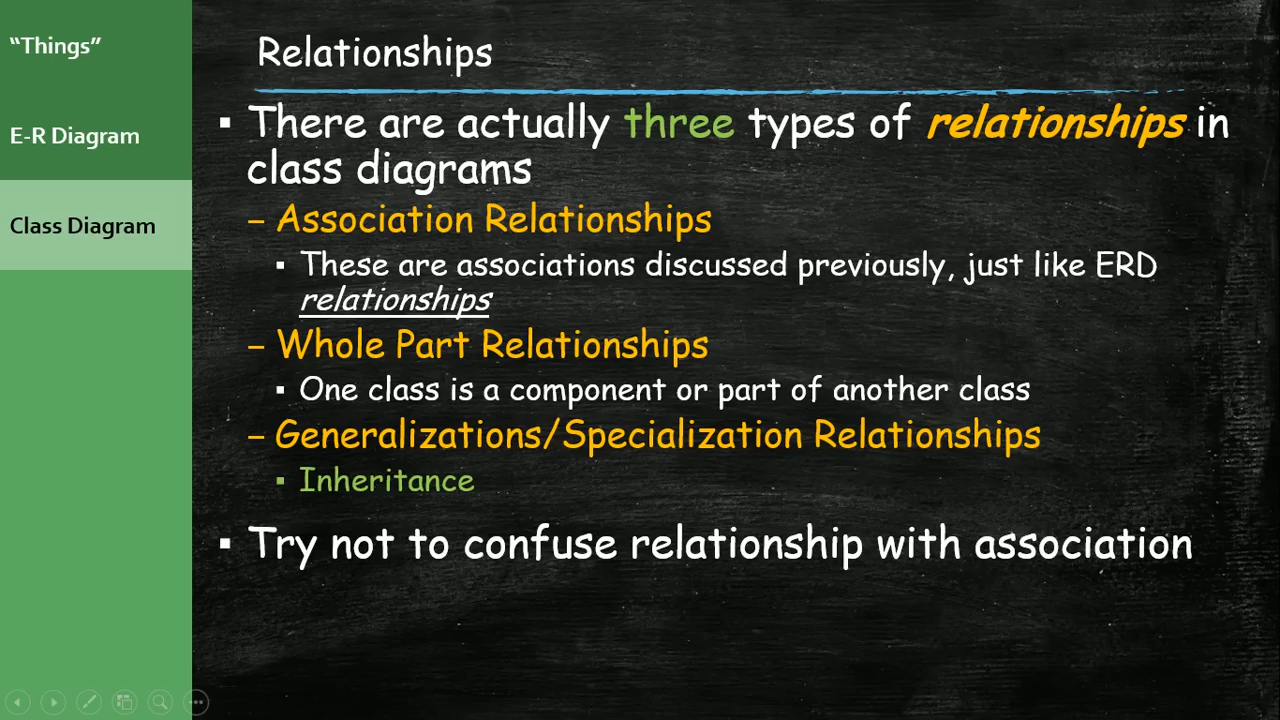 “Things”
E-R Diagram
Class Diagram
Relationships
▪ There are actually three types of relationships in
class diagrams
– Association Relationships
▪ These are associations discussed previously, just like ERD
relationships
– Whole Part Relationships
▪ One class is a component or part of another class
– Generalizations/Specialization Relationships
▪ Inheritance
▪ Try not to confuse relationship with association